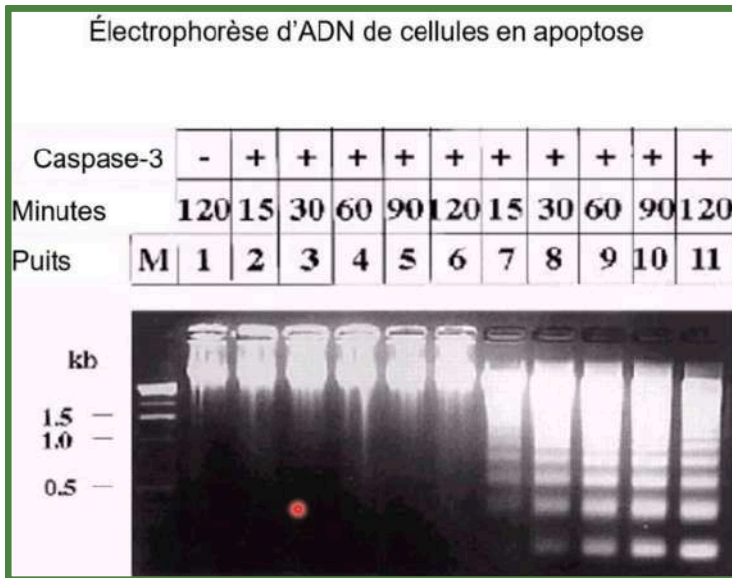 Électrophorèse d'ADN de cellules en apoptose
Caspase-3 - + + + + + + + + + +
Minutes 120 15 30 60 90 120 15 30 60 90 120
Puits M 1 2 3 4 5 6 7 8 9 10 11
kb
1.5
1.0
0.5